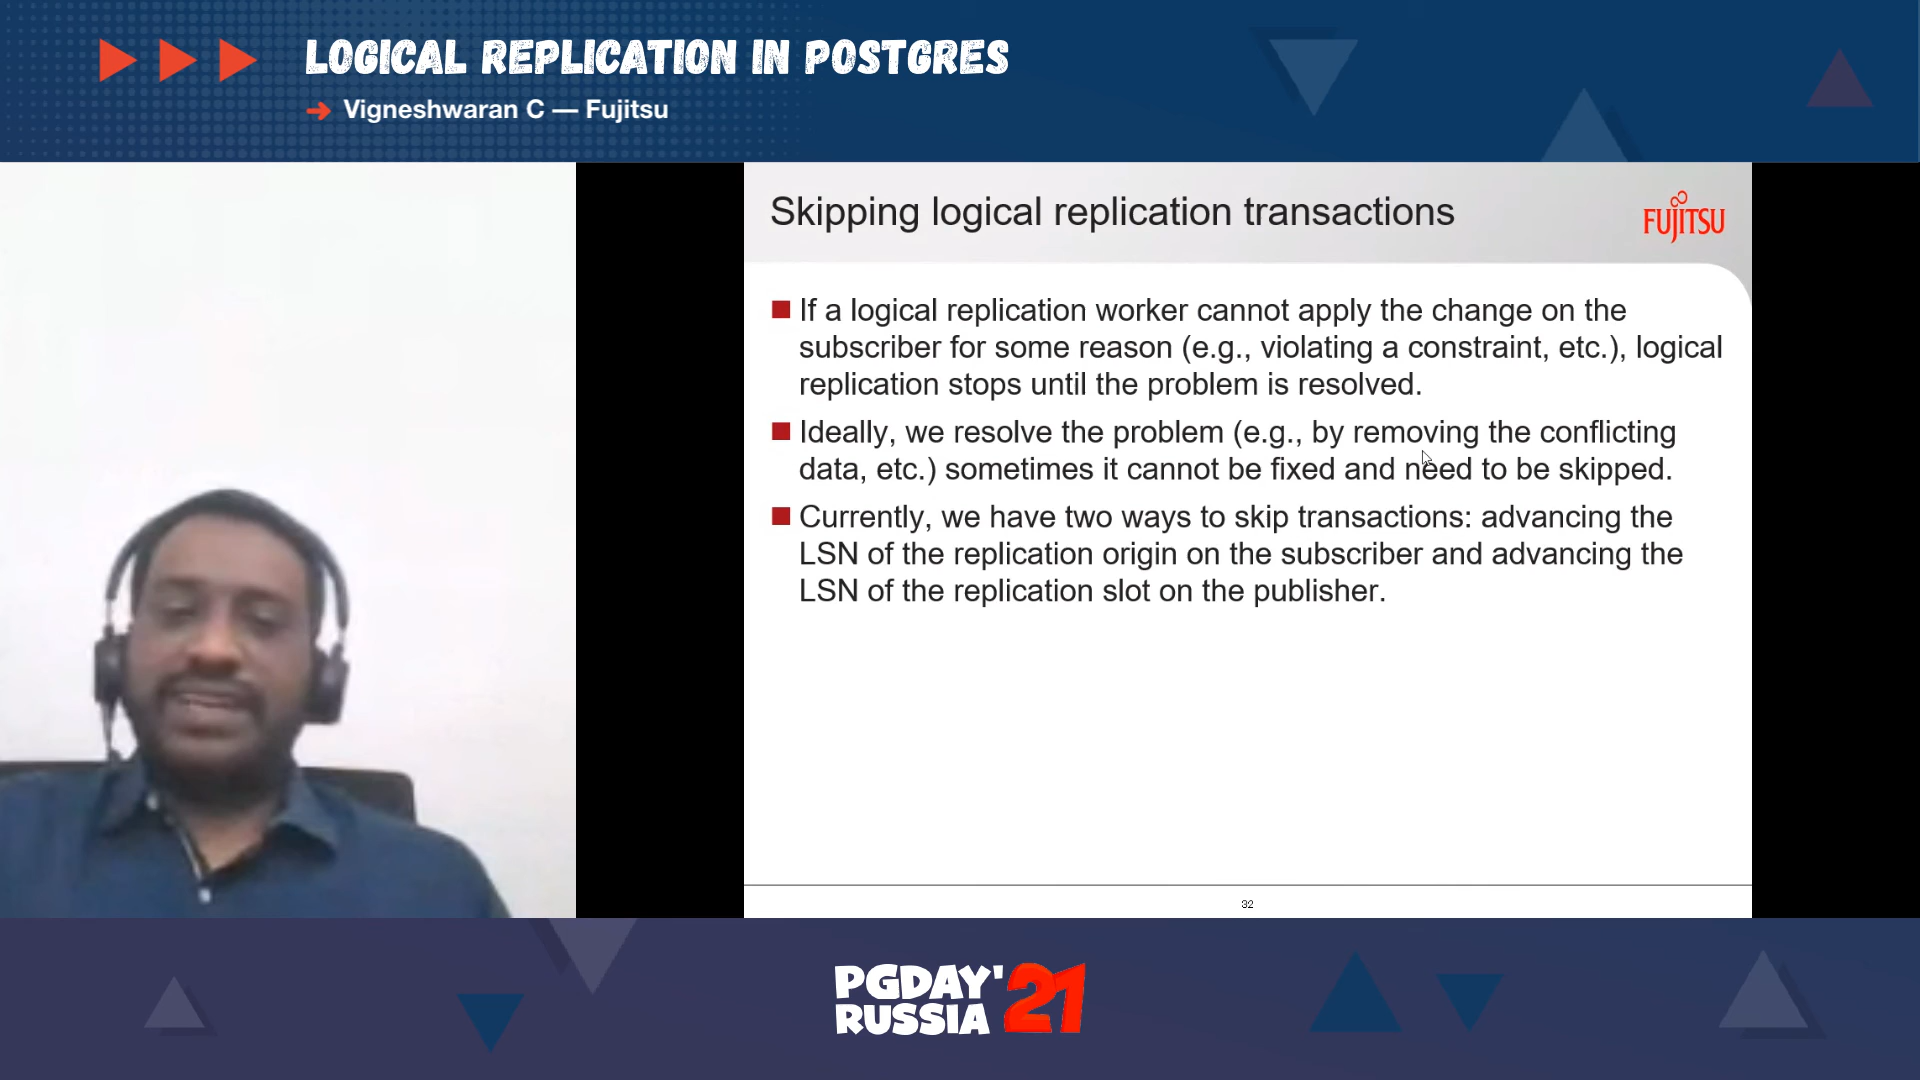 LOGICAL REPLICATION IN POSTGRES
Vigneshwaran C — Fujitsu
Skipping logical replication transactions
FUJITSU
If a logical replication worker cannot apply the change on the
subscriber for some reason (e.g., violating a constraint, etc.), logical
replication stops until the problem is resolved.
Ideally, we resolve the problem (e.g., by removing the conflicting
data, etc.) sometimes it cannot be fixed and need to be skipped.
Currently, we have two ways to skip transactions: advancing the
LSN of the replication origin on the subscriber and advancing the
LSN of the replication slot on the publisher.
32
PGDAY'21
RUSSIA